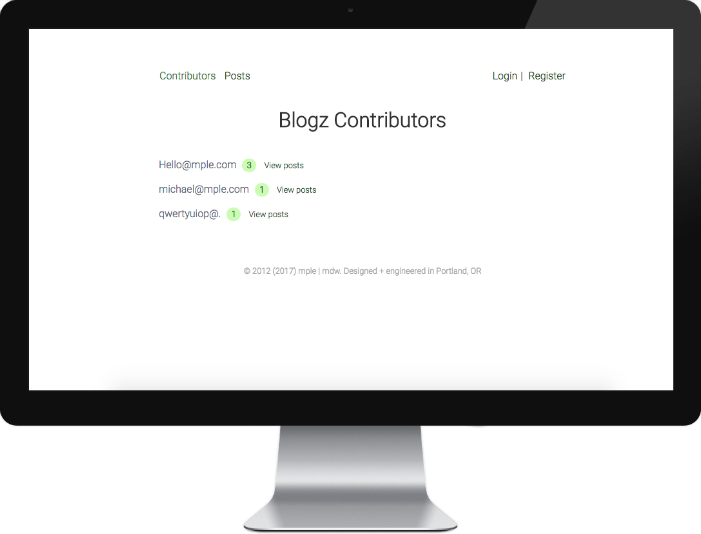 Contributors Posts Login | Register
Blogz Contributors
Hello@mple.com 3 View posts
michael@mple.com 1 View posts
qwertyuiop@. 1 View posts
© 2012 (2017) mple | mdw. Designed + engineered in Portland, OR